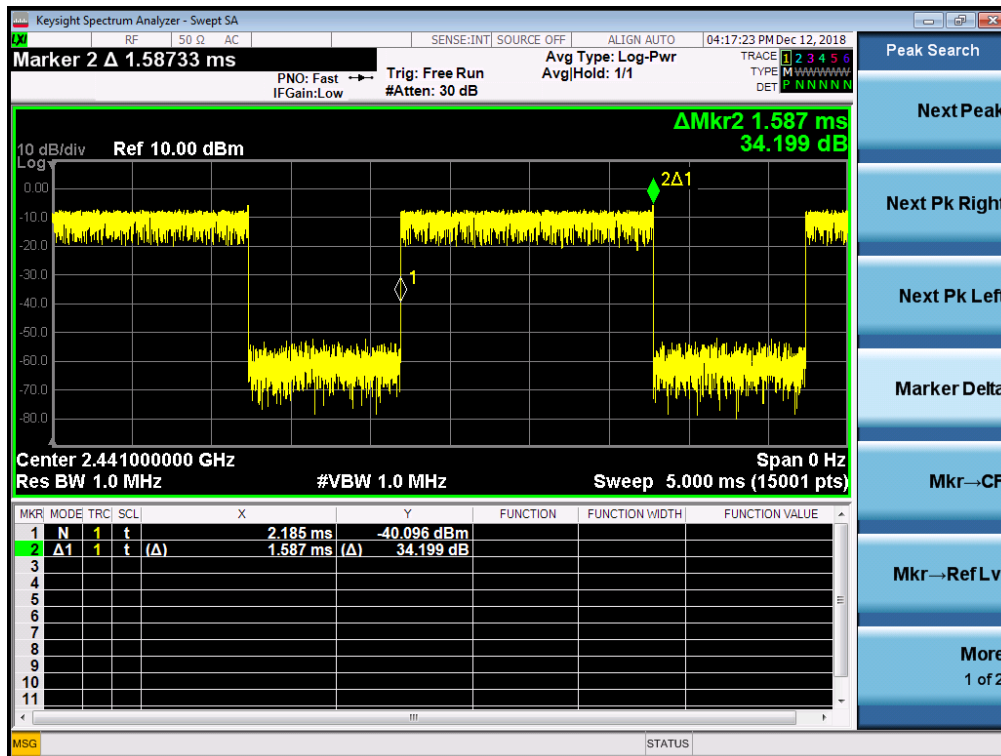 Keysight Spectrum Analyzer - Swept SA
LXI RF 50 Ω AC SENSE:INT SOURCE OFF ALIGN AUTO 04:17:23 PM Dec 12, 2018
Marker 2 Δ 1.58733 ms
PNO: Fast
IFGain:Low
Trig: Free Run
#Atten: 30 dB
Avg Type: Log-Pwr
Avg|Hold: 1/1
TRACE 1 2 3 4 5 6
TYPE M WWWWW
DET P N N N N N
ΔMkr2 1.587 ms
34.199 dB
10 dB/div Ref 10.00 dBm
Log
0.00
-10.0
-20.0
-30.0
-40.0
-50.0
-60.0
-70.0
-80.0
2Δ1
1
Center 2.441000000 GHz Span 0 Hz
Res BW 1.0 MHz #VBW 1.0 MHz Sweep 5.000 ms (15001 pts)
MKR MODE TRC SCL X Y FUNCTION FUNCTION WIDTH FUNCTION VALUE
1 N 1 t 2.185 ms -40.096 dBm
2 Δ1 1 t (Δ) 1.587 ms (Δ) 34.199 dB
3
4
5
6
7
8
9
10
11
MSG STATUS
Peak Search
Next Peak
Next Pk Right
Next Pk Left
Marker Delta
Mkr→CF
Mkr→Ref Lv
More
1 of 2